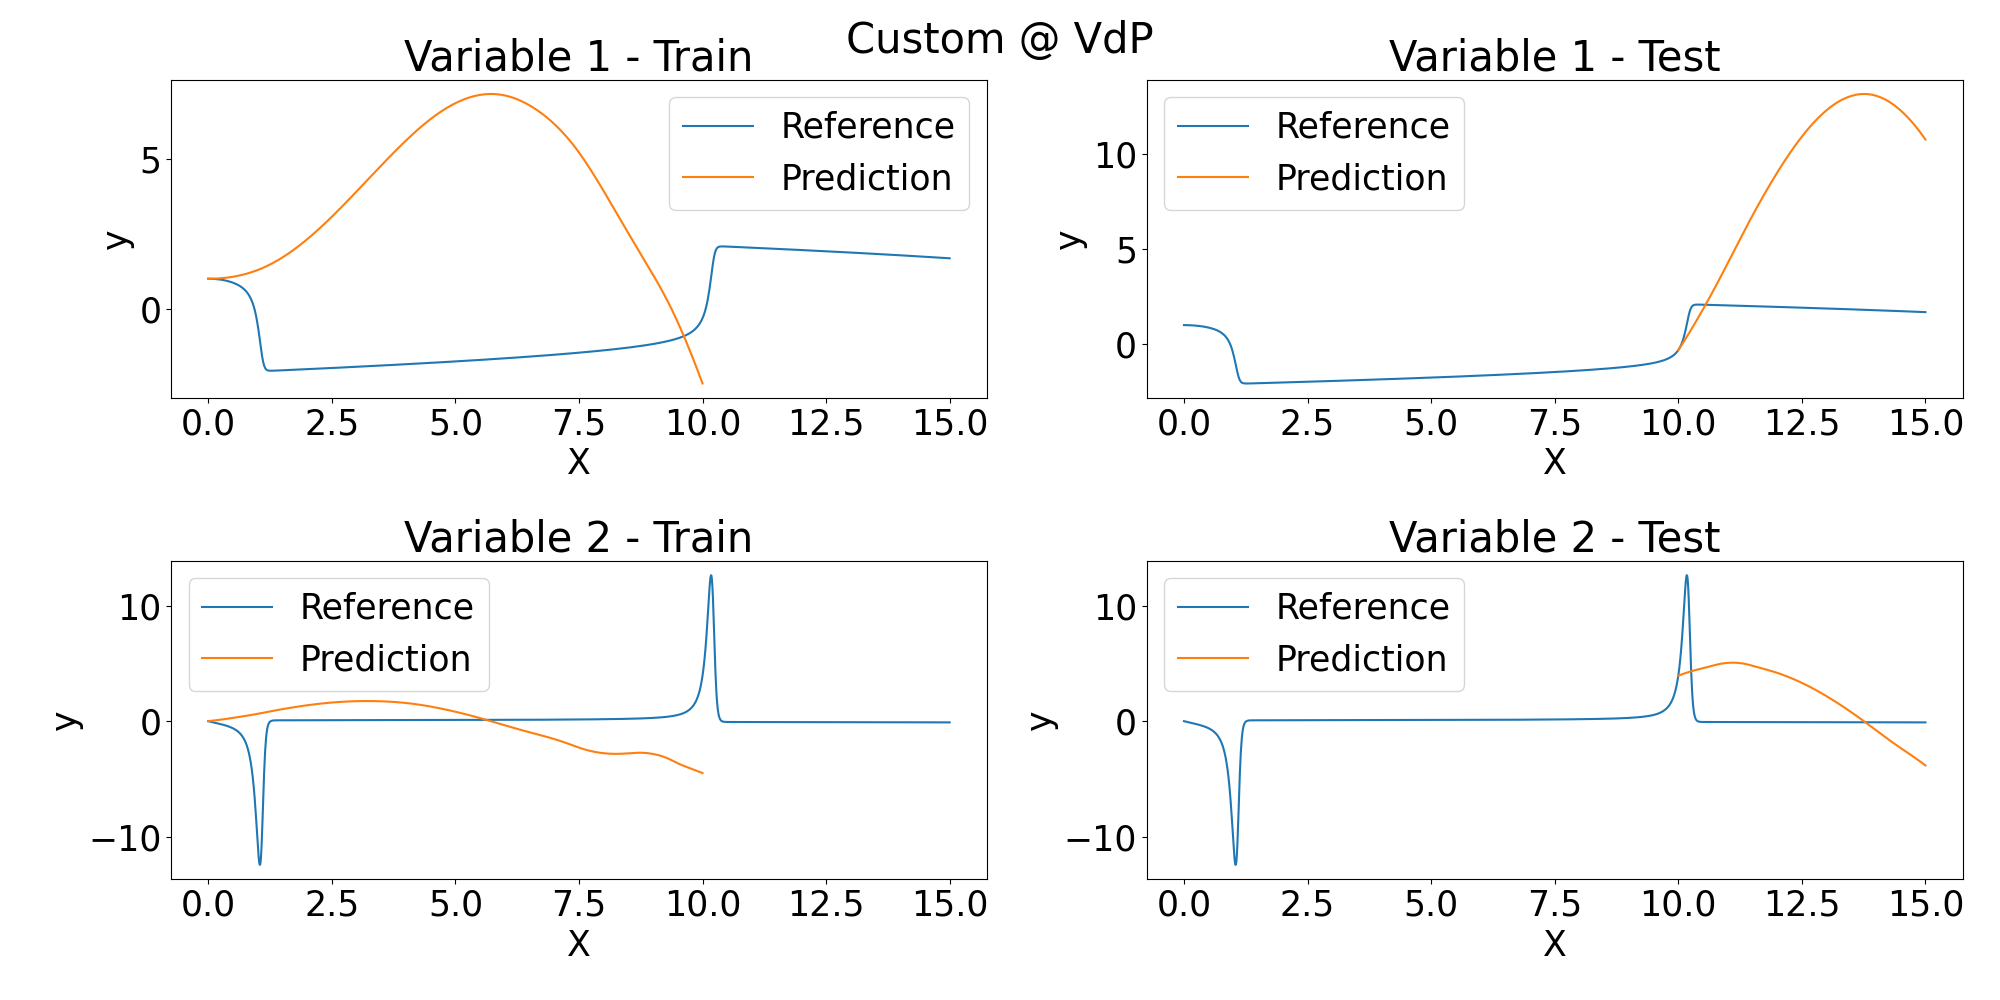 Custom @ VdP
Variable 1 - Train
Reference
Prediction
5
0
y
0.0 2.5 5.0 7.5 10.0 12.5 15.0
X
Variable 1 - Test
Reference
Prediction
10
5
0
y
0.0 2.5 5.0 7.5 10.0 12.5 15.0
X
Variable 2 - Train
Reference
Prediction
10
0
−10
y
0.0 2.5 5.0 7.5 10.0 12.5 15.0
X
Variable 2 - Test
Reference
Prediction
10
0
−10
y
0.0 2.5 5.0 7.5 10.0 12.5 15.0
X